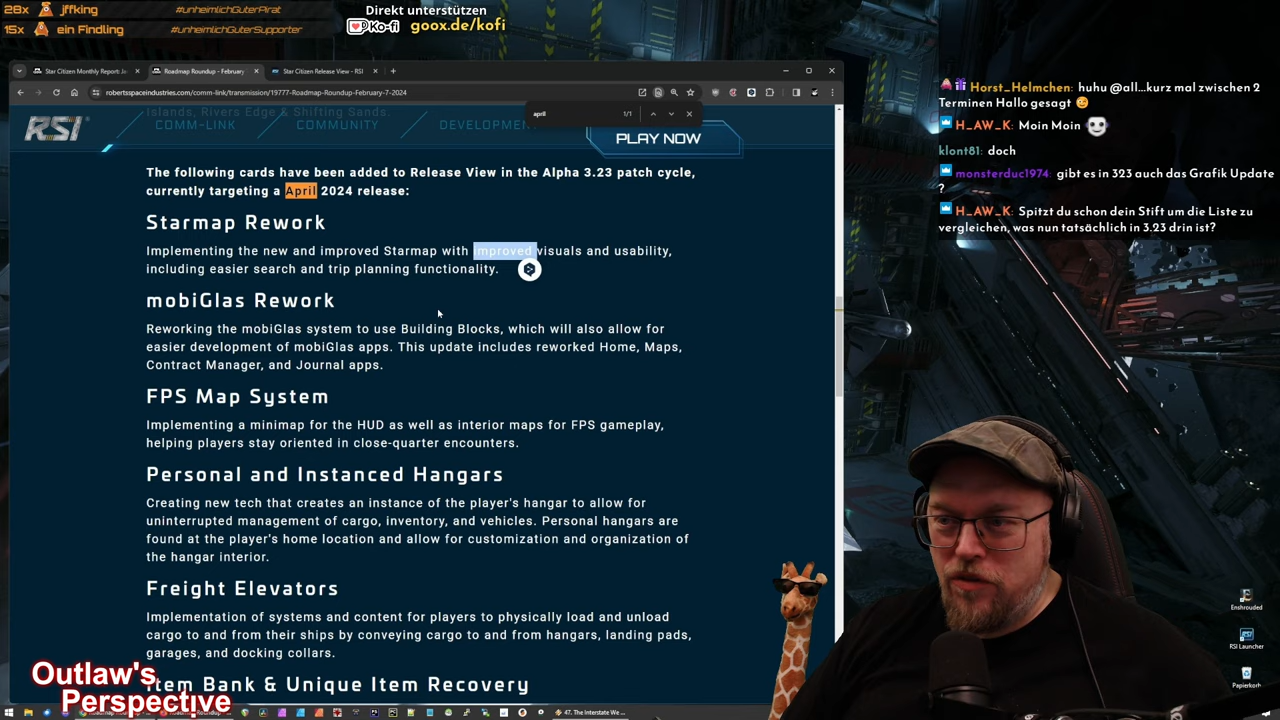 28x jffking #unheimlichGuterPirat
15x ein Findling #unheimlichGuterSupporter
Direkt unterstützen
Ko-fi goox.de/kofi
Star Citizen Monthly Report: Ja
Roadmap Roundup - February
Star Citizen Release View - RSI
robertsspaceindustries.com/comm-link/transmission/19777-Roadmap-Roundup-February-7-2024
Islands, Rivers Edge & Shifting Sands.
april 1/1
RSI
COMM-LINK COMMUNITY DEVELOPMEN
PLAY NOW
The following cards have been added to Release View in the Alpha 3.23 patch cycle,
currently targeting a April 2024 release:
Starmap Rework
Implementing the new and improved Starmap with improved visuals and usability,
including easier search and trip planning functionality.
mobiGlas Rework
Reworking the mobiGlas system to use Building Blocks, which will also allow for
easier development of mobiGlas apps. This update includes reworked Home, Maps,
Contract Manager, and Journal apps.
FPS Map System
Implementing a minimap for the HUD as well as interior maps for FPS gameplay,
helping players stay oriented in close-quarter encounters.
Personal and Instanced Hangars
Creating new tech that creates an instance of the player's hangar to allow for
uninterrupted management of cargo, inventory, and vehicles. Personal hangars are
found at the player's home location and allow for customization and organization of
the hangar interior.
Freight Elevators
Implementation of systems and content for players to physically load and unload
cargo to and from their ships by conveying cargo to and from hangars, landing pads,
garages, and docking collars.
Item Bank & Unique Item Recovery
Outlaw's
Perspective
47. The Interstate We ...
Horst_Helmchen: huhu @all...kurz mal zwischen 2
Terminen Hallo gesagt
H_AW_K: Moin Moin
klont81: doch
monsterduc1974: gibt es in 323 auch das Grafik Update
?
H_AW_K: Spitzt du schon dein Stift um die Liste zu
vergleichen, was nun tatsächlich in 3.23 drin ist?
Enshrouded
RSI Launcher
Papierkorb